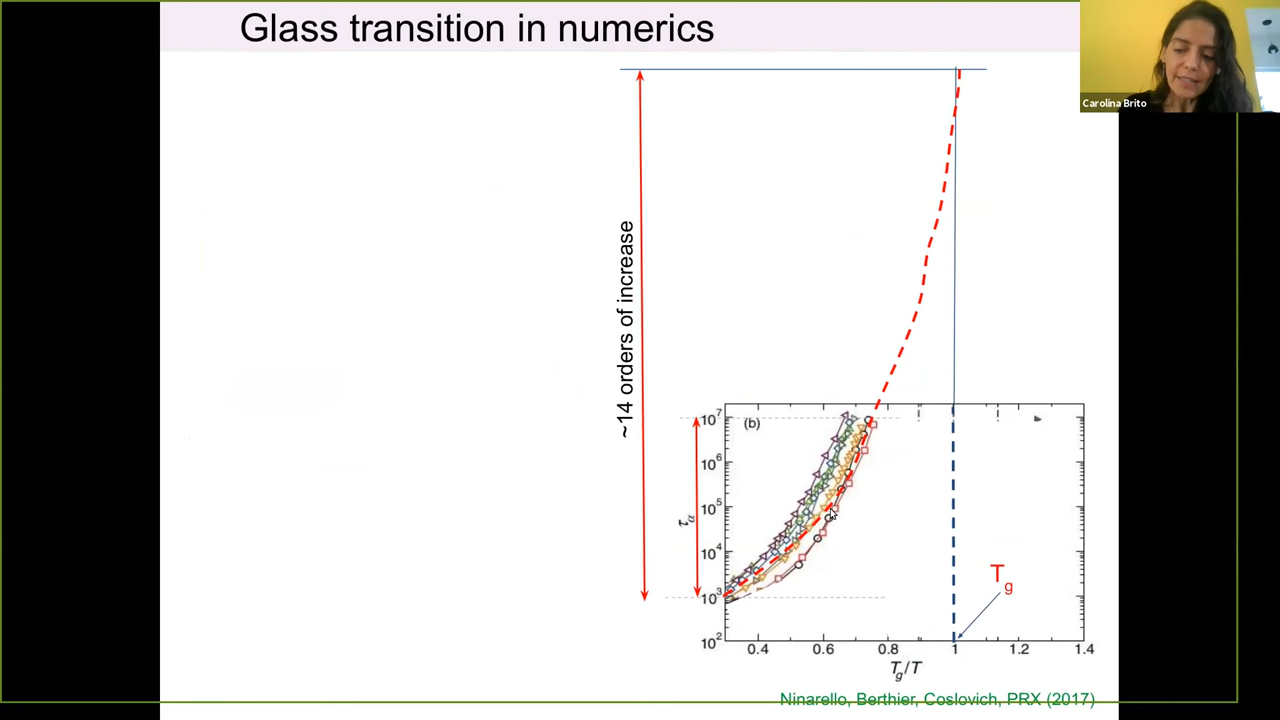 Glass transition in numerics
Carolina Brito
~14 orders of increase
(b)
10⁷
10⁶
10⁵
10⁴
10³
10²
τα
Tg
0.4 0.6 0.8 1 1.2 1.4
Tg/T
Ninarello, Berthier, Coslovich, PRX (2017)